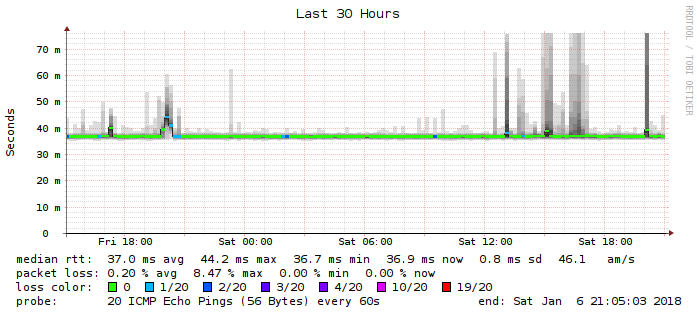 Last 30 Hours
RRDTOOL / TOBI OETIKER
Seconds
70 m
60 m
50 m
40 m
30 m
20 m
10 m
0
Fri 18:00 Sat 00:00 Sat 06:00 Sat 12:00 Sat 18:00
median rtt: 37.0 ms avg 44.2 ms max 36.7 ms min 36.9 ms now 0.8 ms sd 46.1 am/s
packet loss: 0.20 % avg 8.47 % max 0.00 % min 0.00 % now
loss color: 0 1/20 2/20 3/20 4/20 10/20 19/20
probe: 20 ICMP Echo Pings (56 Bytes) every 60s end: Sat Jan 6 21:05:03 2018